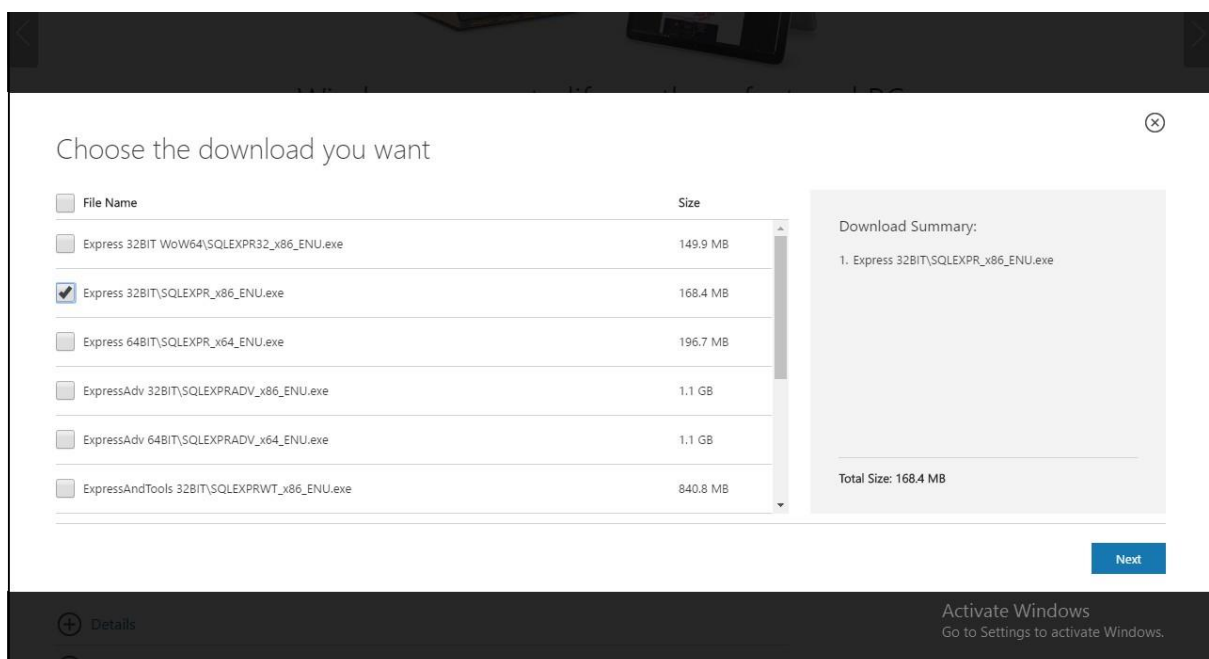 Choose the download you want
File Name Size
Express 32BIT WoW64\SQLEXPR32_x86_ENU.exe 149.9 MB
Express 32BIT\SQLEXPR_x86_ENU.exe 168.4 MB
Express 64BIT\SQLEXPR_x64_ENU.exe 196.7 MB
ExpressAdv 32BIT\SQLEXPRADV_x86_ENU.exe 1.1 GB
ExpressAdv 64BIT\SQLEXPRADV_x64_ENU.exe 1.1 GB
ExpressAndTools 32BIT\SQLEXPRWT_x86_ENU.exe 840.8 MB
Download Summary:
1. Express 32BIT\SQLEXPR_x86_ENU.exe
Total Size: 168.4 MB
Next
Details
Activate Windows
Go to Settings to activate Windows.